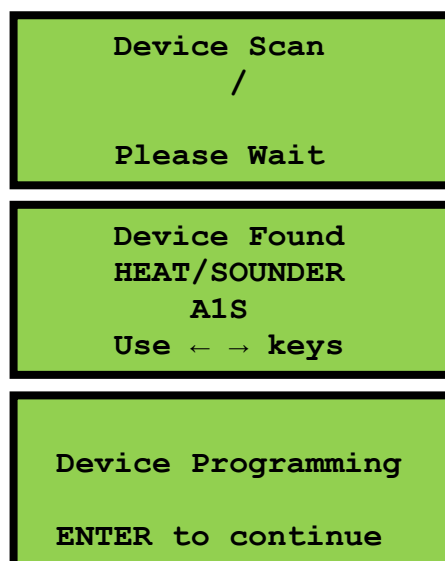 Device Scan
/
Please Wait
Device Found
HEAT/SOUNDER
A1S
Use ← → keys
Device Programming
ENTER to continue